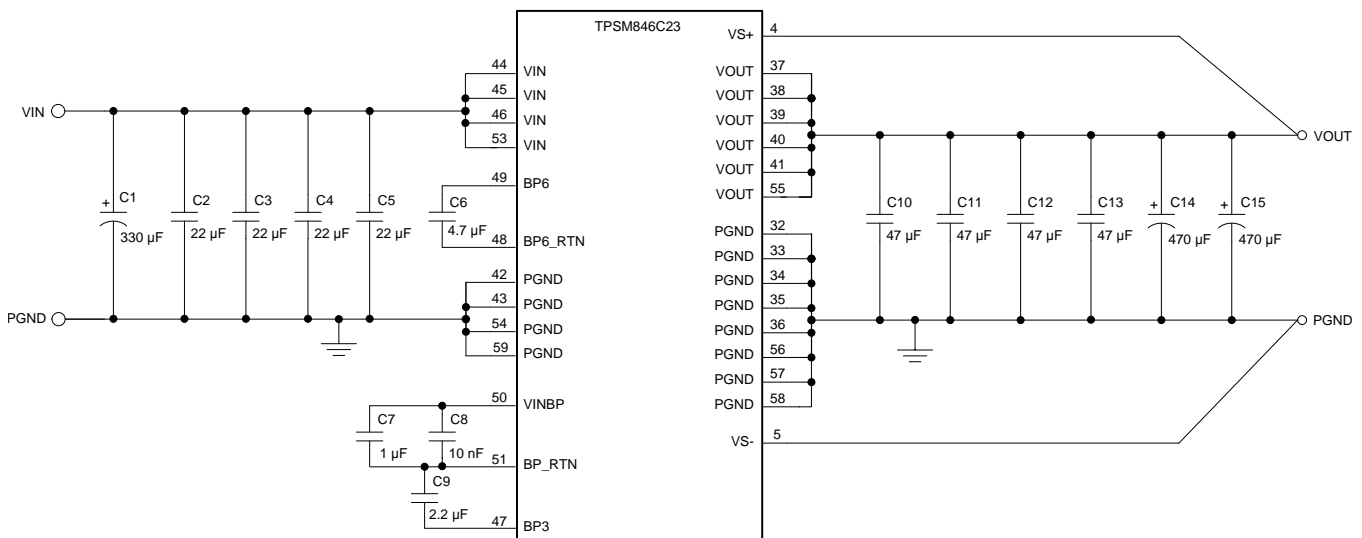 TPSM846C23
VIN
PGND
+
C1
330 µF
C2
22 µF
C3
22 µF
C4
22 µF
C5
22 µF
C6
4.7 µF
C7
1 µF
C8
10 nF
C9
2.2 µF
44 VIN
45 VIN
46 VIN
53 VIN
49 BP6
48 BP6_RTN
42 PGND
43 PGND
54 PGND
59 PGND
50 VINBP
51 BP_RTN
47 BP3
VS+ 4
VOUT 37
VOUT 38
VOUT 39
VOUT 40
VOUT 41
VOUT 55
PGND 32
PGND 33
PGND 34
PGND 35
PGND 36
PGND 56
PGND 57
PGND 58
VS- 5
C10
47 µF
C11
47 µF
C12
47 µF
C13
47 µF
+
C14
470 µF
+
C15
470 µF
VOUT
PGND